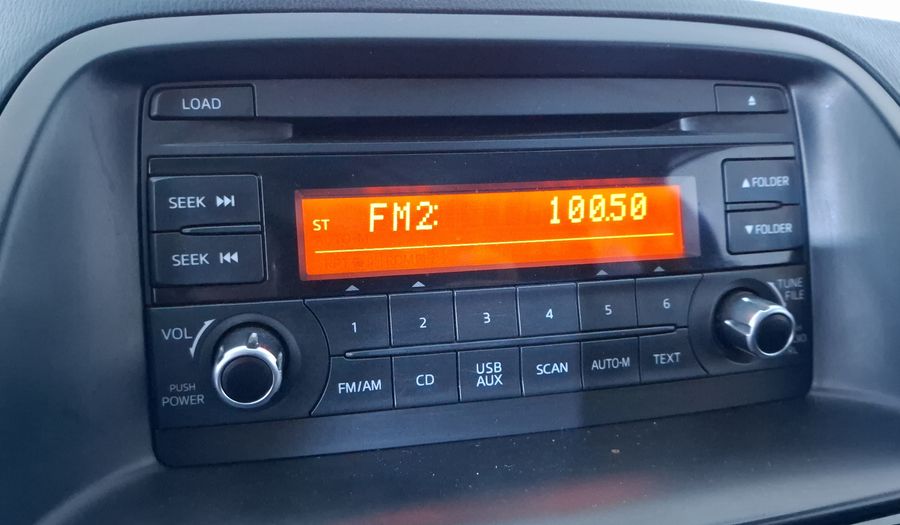 LOAD
SEEK
SEEK
ST FM2: 100.50
▲ FOLDER
▼ FOLDER
VOL
PUSH
POWER
1 2 3 4 5 6
FM/AM CD USB AUX SCAN AUTO-M TEXT
TUNE
FILE